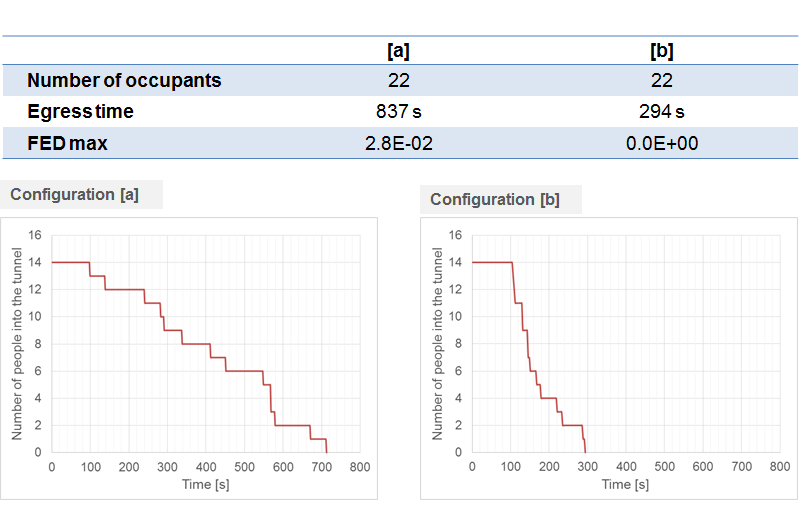 [a] [b]
Number of occupants 22 22
Egress time 837 s 294 s
FED max 2.8E-02 0.0E+00
Configuration [a]
Number of people into the tunnel
16
14
12
10
8
6
4
2
0
0 100 200 300 400 500 600 700 800
Time [s]
Configuration [b]
Number of people into the tunnel
16
14
12
10
8
6
4
2
0
0 100 200 300 400 500 600 700 800
Time [s]